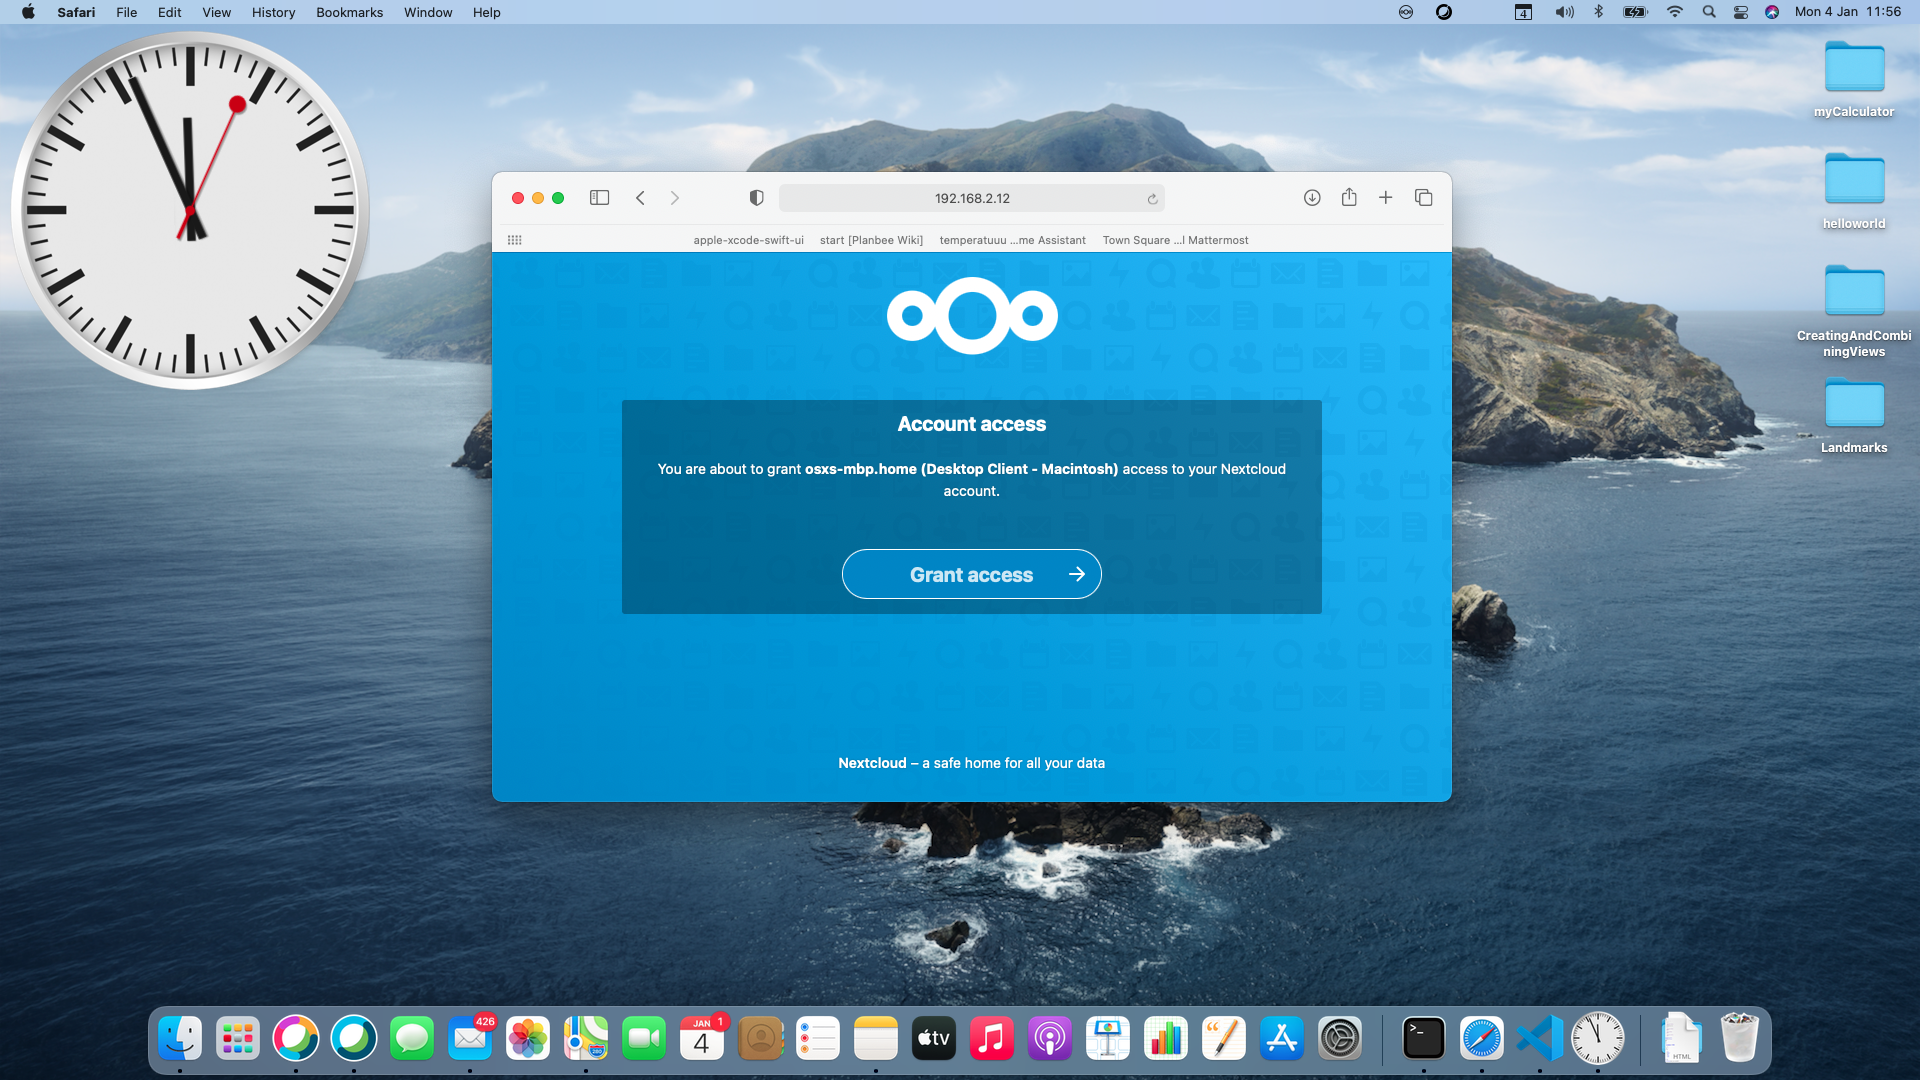 Safari File Edit View History Bookmarks Window Help
4 Mon 4 Jan 11:56
myCalculator
helloworld
CreatingAndCombi
ningViews
Landmarks
192.168.2.12
apple-xcode-swift-ui start [Planbee Wiki] temperatuuu ...me Assistant Town Square ...l Mattermost
Account access
You are about to grant osxs-mbp.home (Desktop Client - Macintosh) access to your Nextcloud
account.
Grant access
Nextcloud – a safe home for all your data
426
JAN
1
4
tv
280
>_
HTML